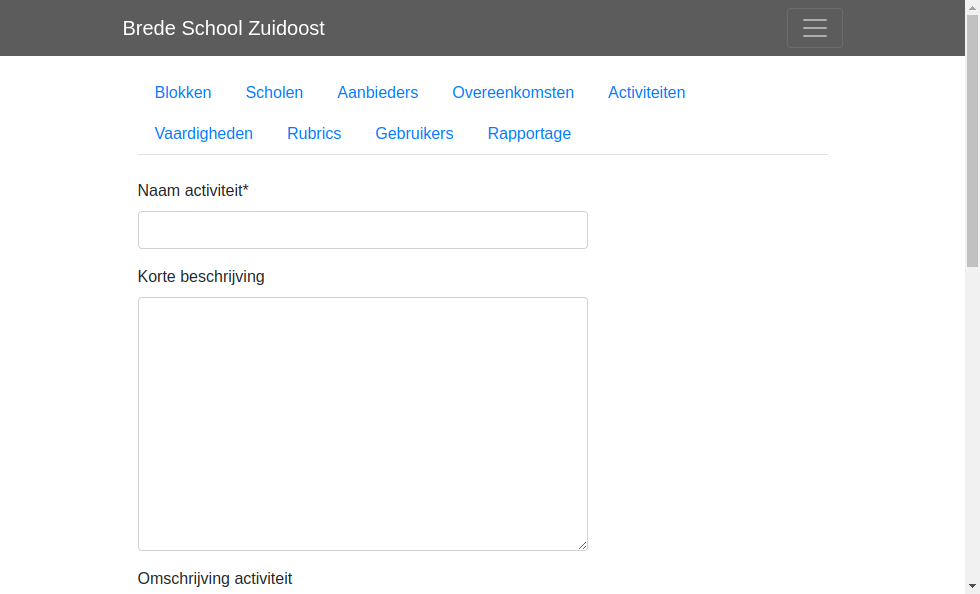 Brede School Zuidoost
Blokken Scholen Aanbieders Overeenkomsten Activiteiten
Vaardigheden Rubrics Gebruikers Rapportage
Naam activiteit*
Korte beschrijving
Omschrijving activiteit